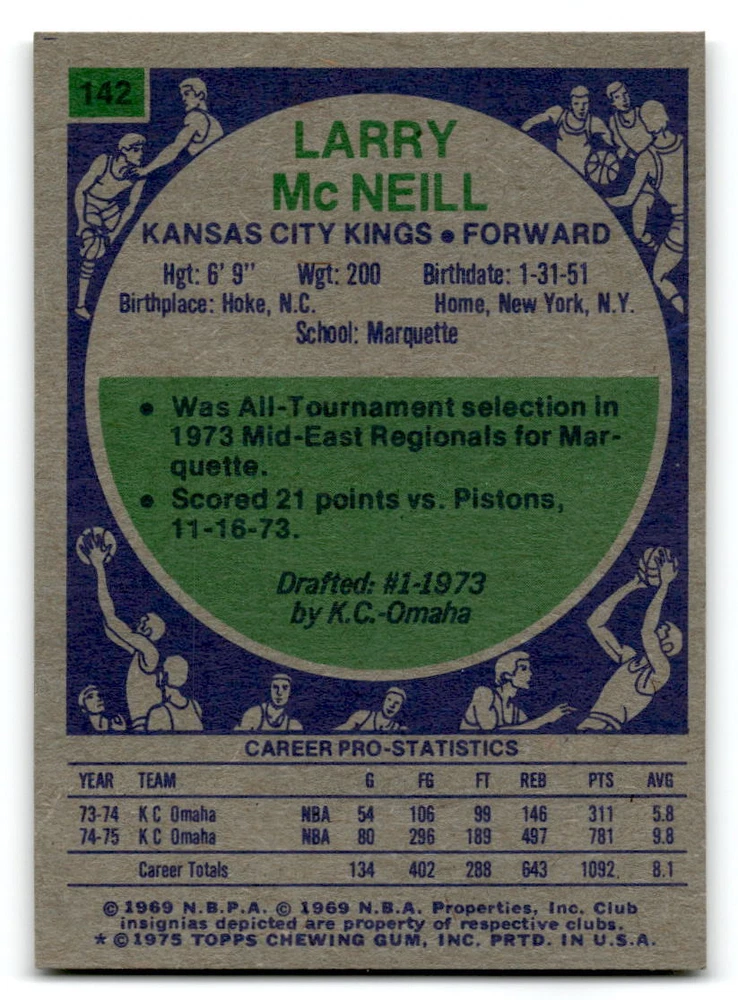 142
LARRY
Mc NEILL
KANSAS CITY KINGS • FORWARD
Hgt: 6' 9" Wgt: 200 Birthdate: 1-31-51
Birthplace: Hoke, N.C. Home, New York, N.Y.
School: Marquette
• Was All-Tournament selection in
1973 Mid-East Regionals for Mar-
quette.
• Scored 21 points vs. Pistons,
11-16-73.
Drafted: #1-1973
by K.C.-Omaha
CAREER PRO-STATISTICS
YEAR TEAM G FG FT REB PTS AVG
73-74 K C Omaha NBA 54 106 99 146 311 5.8
74-75 K C Omaha NBA 80 296 189 497 781 9.8
Career Totals 134 402 288 643 1092 8.1
© 1969 N.B.P.A. © 1969 N.B.A. Properties, Inc. Club
insignias depicted are property of respective clubs.
* © 1975 TOPPS CHEWING GUM, INC. PRTD. IN U.S.A.